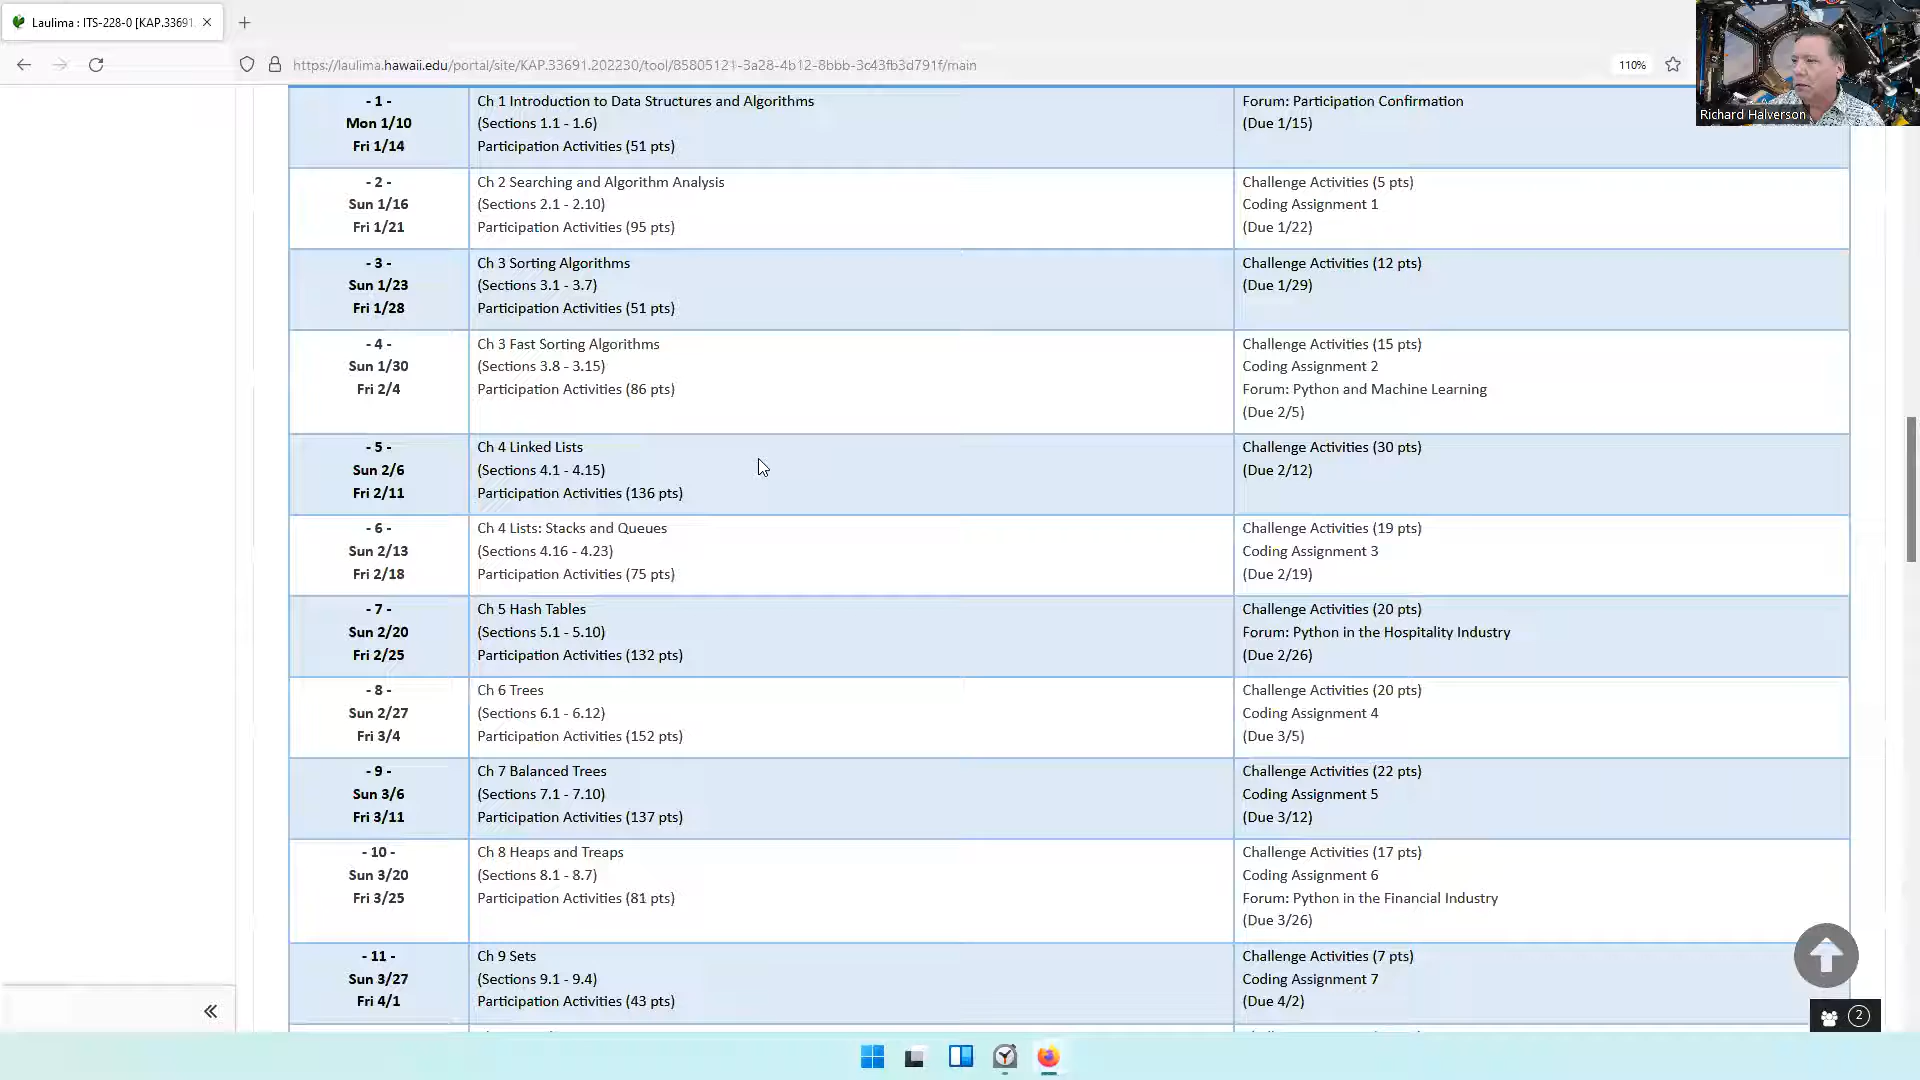 Laulima : ITS-228-0 [KAP.33691
https://laulima.hawaii.edu/portal/site/KAP.33691.202230/tool/85805121-3a28-4b12-8bbb-3c43fb3d791f/main
110%
Richard Halverson
- 1 -
Mon 1/10
Fri 1/14
Ch 1 Introduction to Data Structures and Algorithms
(Sections 1.1 - 1.6)
Participation Activities (51 pts)
Forum: Participation Confirmation
(Due 1/15)
- 2 -
Sun 1/16
Fri 1/21
Ch 2 Searching and Algorithm Analysis
(Sections 2.1 - 2.10)
Participation Activities (95 pts)
Challenge Activities (5 pts)
Coding Assignment 1
(Due 1/22)
- 3 -
Sun 1/23
Fri 1/28
Ch 3 Sorting Algorithms
(Sections 3.1 - 3.7)
Participation Activities (51 pts)
Challenge Activities (12 pts)
(Due 1/29)
- 4 -
Sun 1/30
Fri 2/4
Ch 3 Fast Sorting Algorithms
(Sections 3.8 - 3.15)
Participation Activities (86 pts)
Challenge Activities (15 pts)
Coding Assignment 2
Forum: Python and Machine Learning
(Due 2/5)
- 5 -
Sun 2/6
Fri 2/11
Ch 4 Linked Lists
(Sections 4.1 - 4.15)
Participation Activities (136 pts)
Challenge Activities (30 pts)
(Due 2/12)
- 6 -
Sun 2/13
Fri 2/18
Ch 4 Lists: Stacks and Queues
(Sections 4.16 - 4.23)
Participation Activities (75 pts)
Challenge Activities (19 pts)
Coding Assignment 3
(Due 2/19)
- 7 -
Sun 2/20
Fri 2/25
Ch 5 Hash Tables
(Sections 5.1 - 5.10)
Participation Activities (132 pts)
Challenge Activities (20 pts)
Forum: Python in the Hospitality Industry
(Due 2/26)
- 8 -
Sun 2/27
Fri 3/4
Ch 6 Trees
(Sections 6.1 - 6.12)
Participation Activities (152 pts)
Challenge Activities (20 pts)
Coding Assignment 4
(Due 3/5)
- 9 -
Sun 3/6
Fri 3/11
Ch 7 Balanced Trees
(Sections 7.1 - 7.10)
Participation Activities (137 pts)
Challenge Activities (22 pts)
Coding Assignment 5
(Due 3/12)
- 10 -
Sun 3/20
Fri 3/25
Ch 8 Heaps and Treaps
(Sections 8.1 - 8.7)
Participation Activities (81 pts)
Challenge Activities (17 pts)
Coding Assignment 6
Forum: Python in the Financial Industry
(Due 3/26)
- 11 -
Sun 3/27
Fri 4/1
Ch 9 Sets
(Sections 9.1 - 9.4)
Participation Activities (43 pts)
Challenge Activities (7 pts)
Coding Assignment 7
(Due 4/2)
2